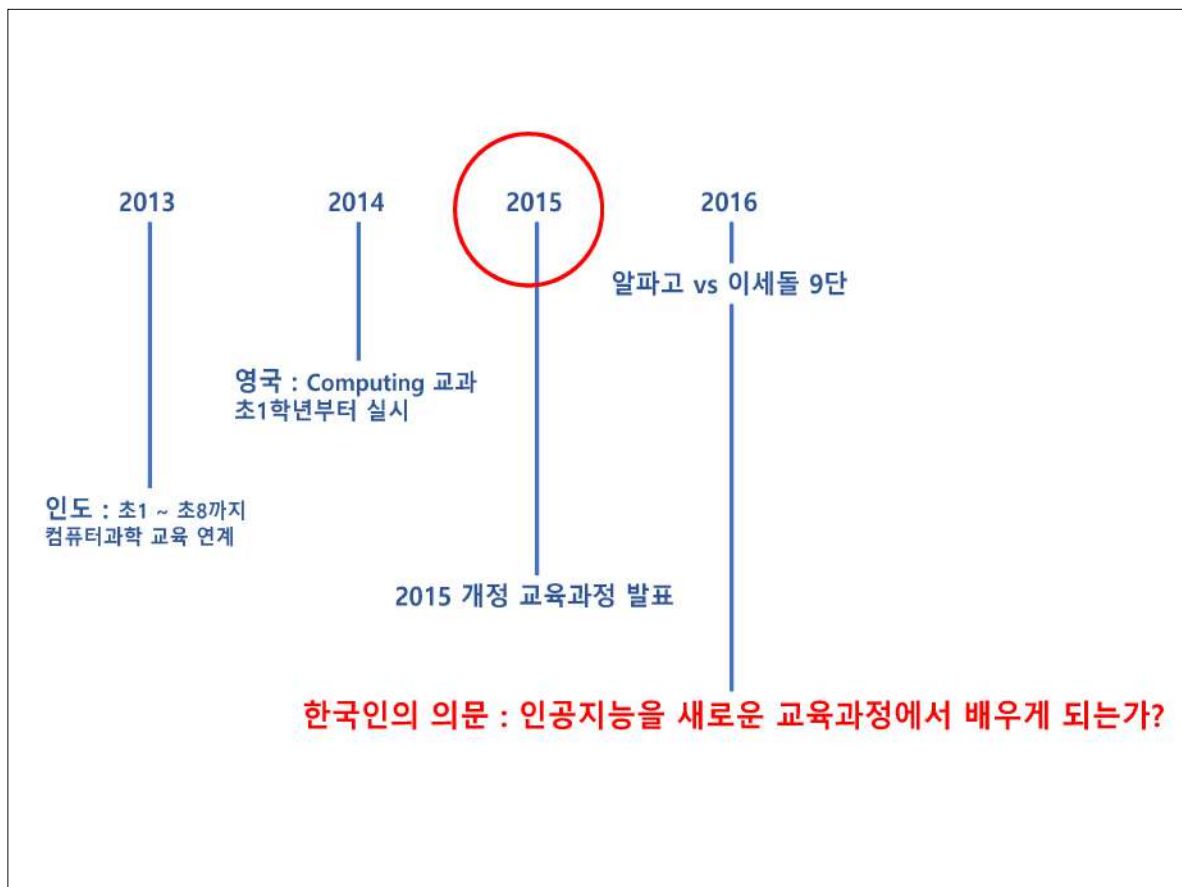 2013
2014
2015
2016
알파고 vs 이세돌 9단
영국 : Computing 교과
초1학년부터 실시
인도 : 초1 ~ 초8까지
컴퓨터과학 교육 연계
2015 개정 교육과정 발표
한국인의 의문 : 인공지능을 새로운 교육과정에서 배우게 되는가?